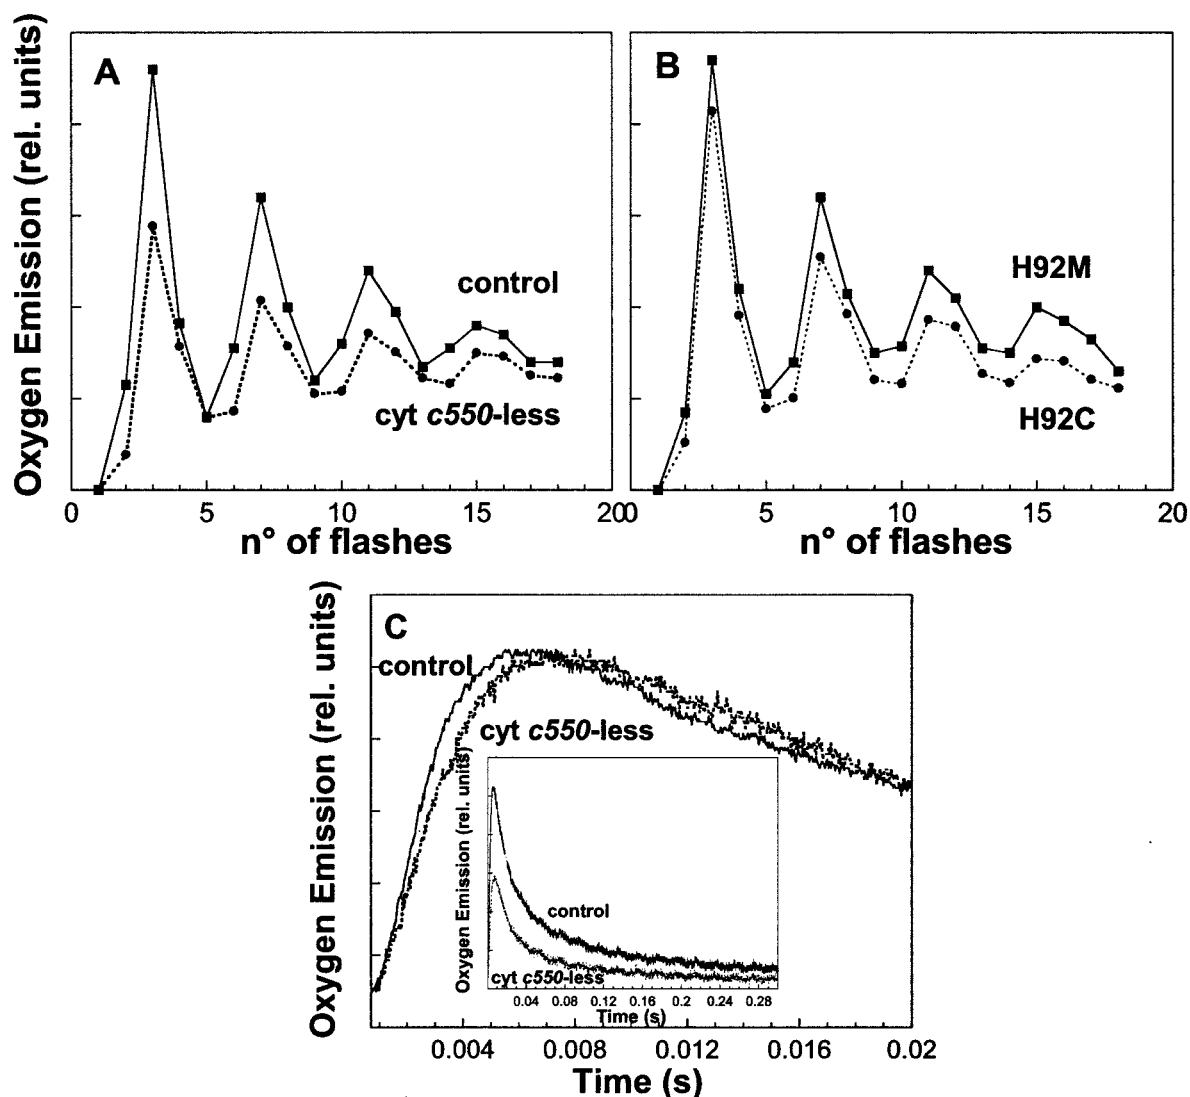 Oxygen Emission (rel. units)
A
control
cyt c550-less
0
5
10
15
200
n° of flashes
B
H92M
H92C
5
10
15
20
n° of flashes
Oxygen Emission (rel. units)
C
control
cyt c550-less
Oxygen Emission (rel. units)
control
cyt c550-less
0.04 0.08 0.12 0.16 0.2 0.24 0.28
Time (s)
0.004 0.008 0.012 0.016 0.02
Time (s)